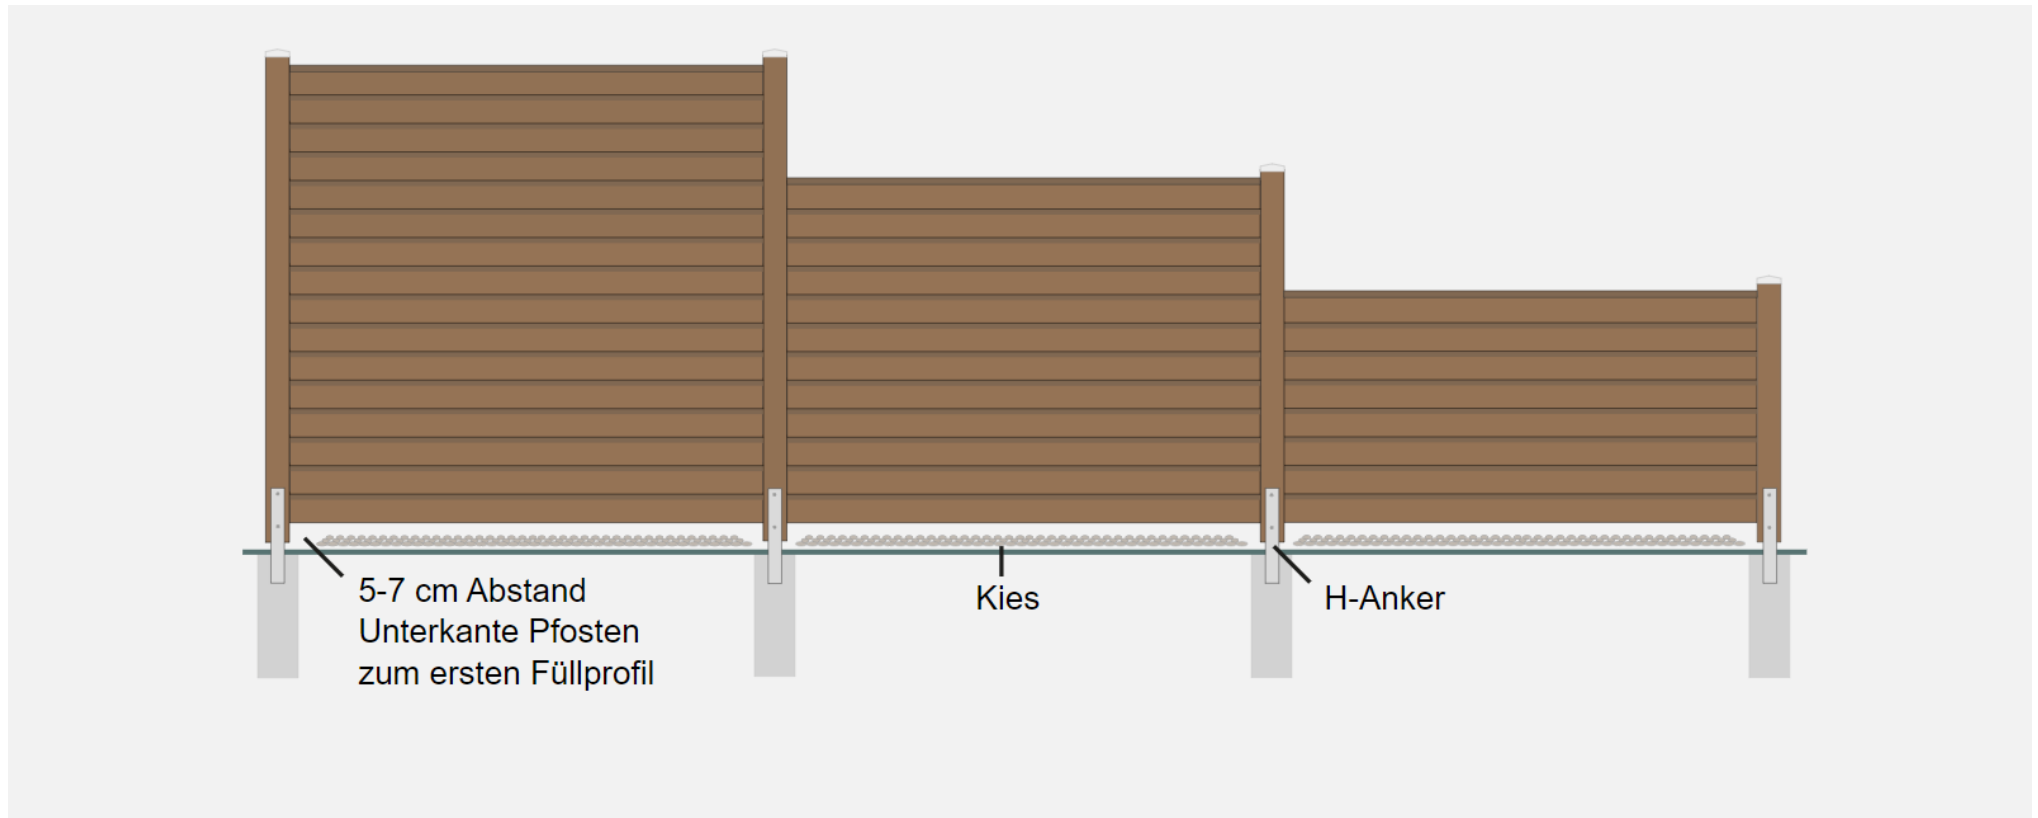 5-7 cm Abstand
Unterkante Pfosten
zum ersten Füllprofil
Kies
H-Anker